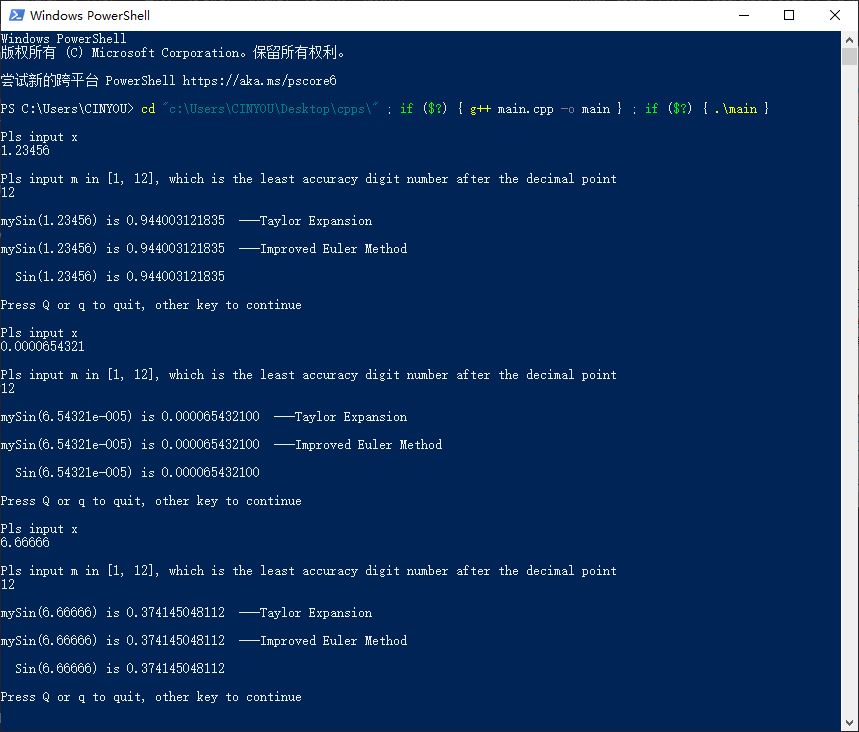 Windows PowerShell
Windows PowerShell
版权所有 (C) Microsoft Corporation。保留所有权利。
尝试新的跨平台 PowerShell https://aka.ms/pscore6
PS C:\Users\CINYOU> cd "c:\Users\CINYOU\Desktop\cpps\" ; if ($?) { g++ main.cpp -o main } ; if ($?) { .\main }
Pls input x
1.23456
Pls input m in [1, 12], which is the least accuracy digit number after the decimal point
12
mySin(1.23456) is 0.944003121835  ---Taylor Expansion
mySin(1.23456) is 0.944003121835  ---Improved Euler Method
Sin(1.23456) is 0.944003121835
Press Q or q to quit, other key to continue
Pls input x
0.0000654321
Pls input m in [1, 12], which is the least accuracy digit number after the decimal point
12
mySin(6.54321e-005) is 0.000065432100  ---Taylor Expansion
mySin(6.54321e-005) is 0.000065432100  ---Improved Euler Method
Sin(6.54321e-005) is 0.000065432100
Press Q or q to quit, other key to continue
Pls input x
6.66666
Pls input m in [1, 12], which is the least accuracy digit number after the decimal point
12
mySin(6.66666) is 0.374145048112  ---Taylor Expansion
mySin(6.66666) is 0.374145048112  ---Improved Euler Method
Sin(6.66666) is 0.374145048112
Press Q or q to quit, other key to continue